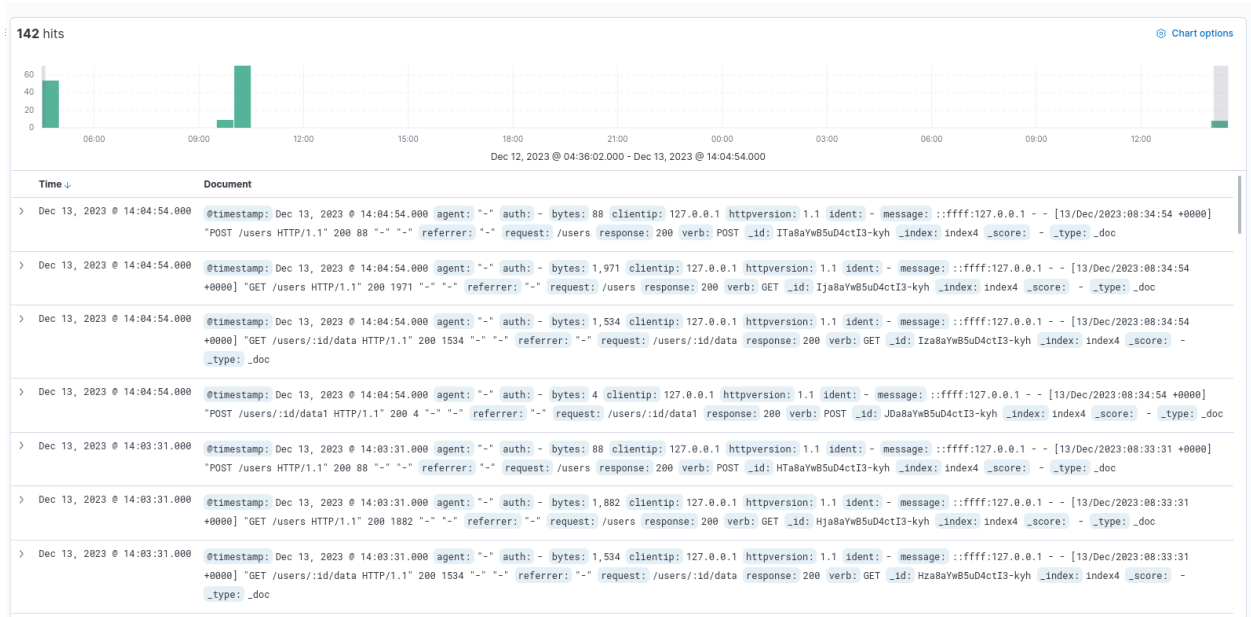 142 hits
Chart options
60
40
20
0
06:00 09:00 12:00 15:00 18:00 21:00 00:00 03:00 06:00 09:00 12:00
Dec 12, 2023 @ 04:36:02.000 - Dec 13, 2023 @ 14:04:54.000
Time ↓ Document
Dec 13, 2023 @ 14:04:54.000 @timestamp: Dec 13, 2023 @ 14:04:54.000 agent: "-" auth: - bytes: 88 clientip: 127.0.0.1 httpversion: 1.1 ident: - message: ::ffff:127.0.0.1 - - [13/Dec/2023:08:34:54 +0000]
"POST /users HTTP/1.1" 200 88 "-" "-" referrer: "-" request: /users response: 200 verb: POST _id: ITa8aYwB5uD4ctI3-kyh _index: index4 _score: - _type: _doc
Dec 13, 2023 @ 14:04:54.000 @timestamp: Dec 13, 2023 @ 14:04:54.000 agent: "-" auth: - bytes: 1,971 clientip: 127.0.0.1 httpversion: 1.1 ident: - message: ::ffff:127.0.0.1 - - [13/Dec/2023:08:34:54
+0000] "GET /users HTTP/1.1" 200 1971 "-" "-" referrer: "-" request: /users response: 200 verb: GET _id: Ija8aYwB5uD4ctI3-kyh _index: index4 _score: - _type: _doc
Dec 13, 2023 @ 14:04:54.000 @timestamp: Dec 13, 2023 @ 14:04:54.000 agent: "-" auth: - bytes: 1,534 clientip: 127.0.0.1 httpversion: 1.1 ident: - message: ::ffff:127.0.0.1 - - [13/Dec/2023:08:34:54
+0000] "GET /users/:id/data HTTP/1.1" 200 1534 "-" "-" referrer: "-" request: /users/:id/data response: 200 verb: GET _id: Iza8aYwB5uD4ctI3-kyh _index: index4 _score: -
_type: _doc
Dec 13, 2023 @ 14:04:54.000 @timestamp: Dec 13, 2023 @ 14:04:54.000 agent: "-" auth: - bytes: 4 clientip: 127.0.0.1 httpversion: 1.1 ident: - message: ::ffff:127.0.0.1 - - [13/Dec/2023:08:34:54 +0000]
"POST /users/:id/data1 HTTP/1.1" 200 4 "-" "-" referrer: "-" request: /users/:id/data1 response: 200 verb: POST _id: JDa8aYwB5uD4ctI3-kyh _index: index4 _score: - _type: _doc
Dec 13, 2023 @ 14:03:31.000 @timestamp: Dec 13, 2023 @ 14:03:31.000 agent: "-" auth: - bytes: 88 clientip: 127.0.0.1 httpversion: 1.1 ident: - message: ::ffff:127.0.0.1 - - [13/Dec/2023:08:33:31 +0000]
"POST /users HTTP/1.1" 200 88 "-" "-" referrer: "-" request: /users response: 200 verb: POST _id: HTa8aYwB5uD4ctI3-kyh _index: index4 _score: - _type: _doc
Dec 13, 2023 @ 14:03:31.000 @timestamp: Dec 13, 2023 @ 14:03:31.000 agent: "-" auth: - bytes: 1,882 clientip: 127.0.0.1 httpversion: 1.1 ident: - message: ::ffff:127.0.0.1 - - [13/Dec/2023:08:33:31
+0000] "GET /users HTTP/1.1" 200 1882 "-" "-" referrer: "-" request: /users response: 200 verb: GET _id: Hja8aYwB5uD4ctI3-kyh _index: index4 _score: - _type: _doc
Dec 13, 2023 @ 14:03:31.000 @timestamp: Dec 13, 2023 @ 14:03:31.000 agent: "-" auth: - bytes: 1,534 clientip: 127.0.0.1 httpversion: 1.1 ident: - message: ::ffff:127.0.0.1 - - [13/Dec/2023:08:33:31
+0000] "GET /users/:id/data HTTP/1.1" 200 1534 "-" "-" referrer: "-" request: /users/:id/data response: 200 verb: GET _id: Hza8aYwB5uD4ctI3-kyh _index: index4 _score: -
_type: _doc